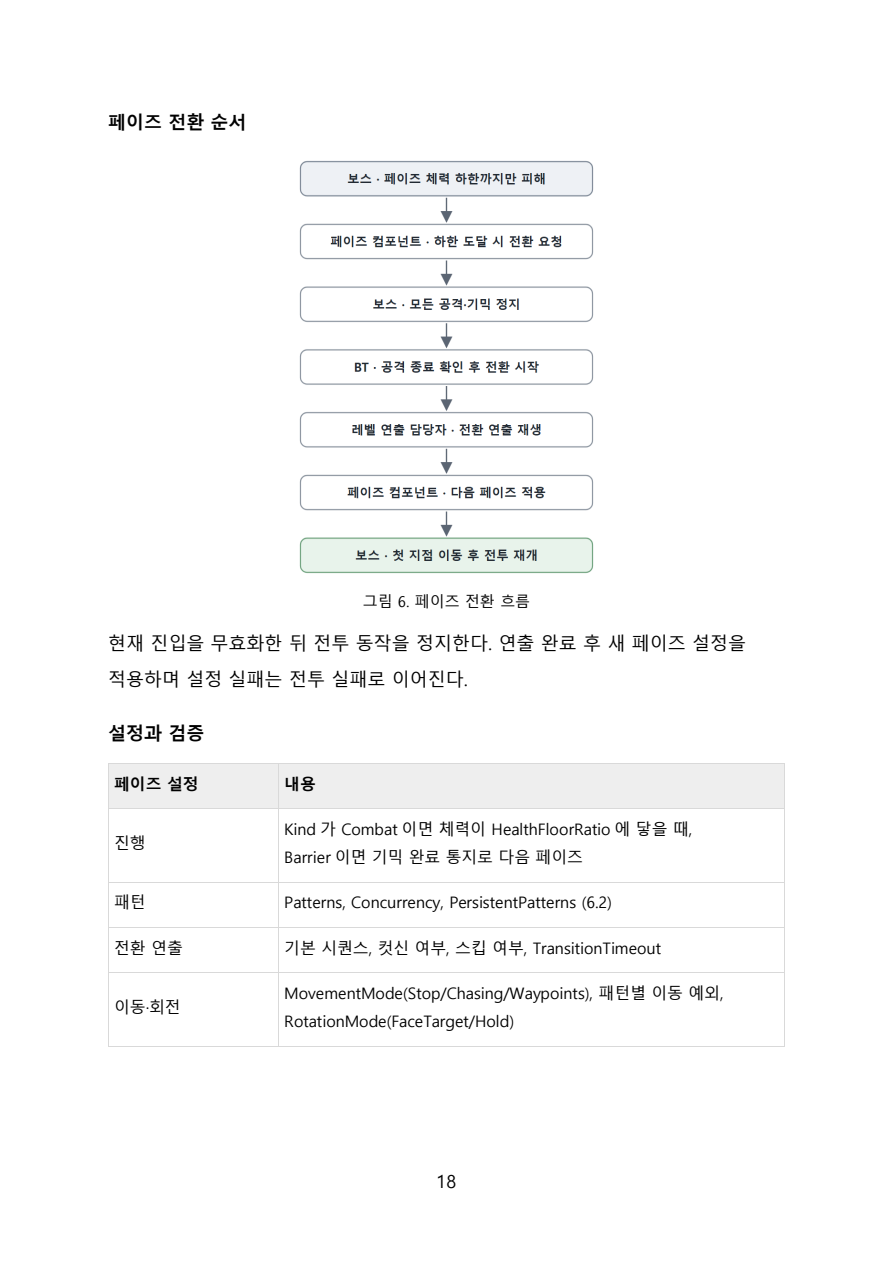 페이즈 전환 순서
보스 · 페이즈 체력 하한까지만 피해
페이즈 컴포넌트 · 하한 도달 시 전환 요청
보스 · 모든 공격·기믹 정지
BT · 공격 종료 확인 후 전환 시작
레벨 연출 담당자 · 전환 연출 재생
페이즈 컴포넌트 · 다음 페이즈 적용
보스 · 첫 지점 이동 후 전투 재개
그림 6. 페이즈 전환 흐름
현재 진입을 무효화한 뒤 전투 동작을 정지한다. 연출 완료 후 새 페이즈 설정을
적용하며 설정 실패는 전투 실패로 이어진다.
설정과 검증
페이즈 설정 내용
진행
Kind 가 Combat 이면 체력이 HealthFloorRatio 에 닿을 때,
Barrier 이면 기믹 완료 통지로 다음 페이즈
패턴 Patterns, Concurrency, PersistentPatterns (6.2)
전환 연출 기본 시퀀스, 컷신 여부, 스킵 여부, TransitionTimeout
이동·회전
MovementMode(Stop/Chasing/Waypoints), 패턴별 이동 예외,
RotationMode(FaceTarget/Hold)
18